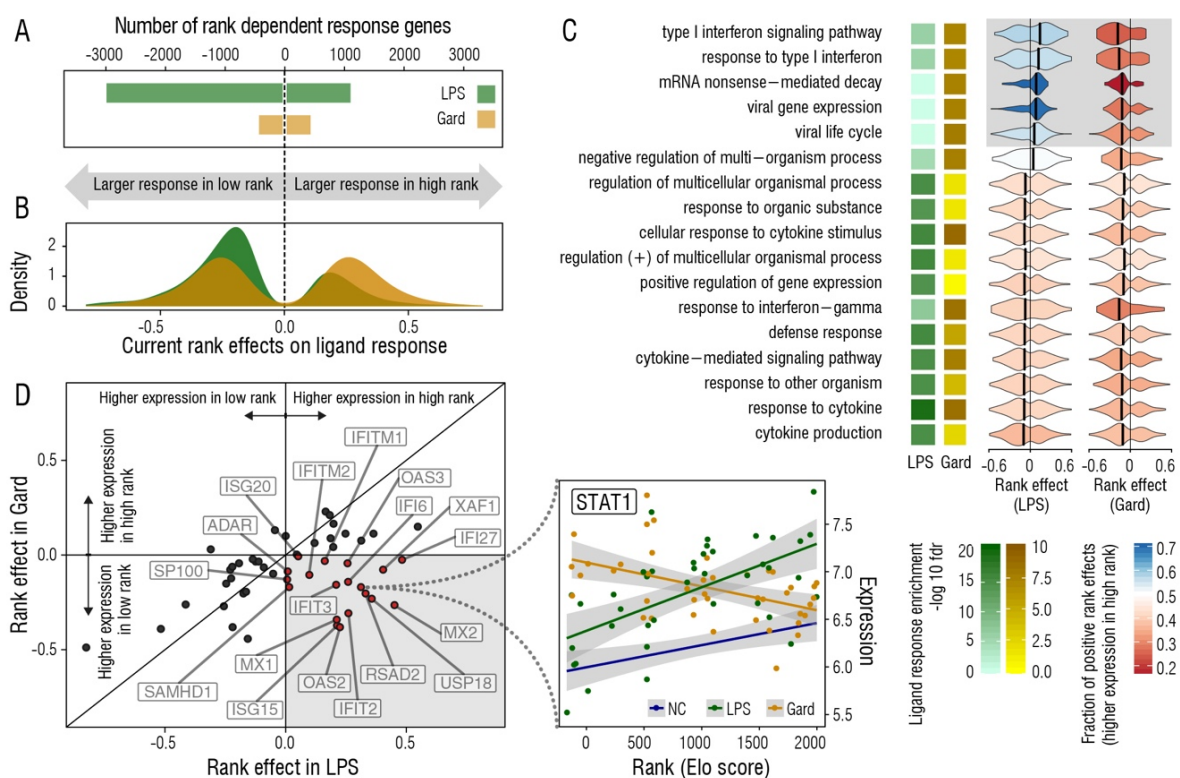 A
Number of rank dependent response genes
-3000 -2000 -1000 0 1000 2000 3000
LPS
Gard
Larger response in low rank
Larger response in high rank
B
Density
2
1
0
-0.5 0.0 0.5
Current rank effects on ligand response
C
type I interferon signaling pathway
response to type I interferon
mRNA nonsense−mediated decay
viral gene expression
viral life cycle
negative regulation of multi−organism process
regulation of multicellular organismal process
response to organic substance
cellular response to cytokine stimulus
regulation (+) of multicellular organismal process
positive regulation of gene expression
response to interferon−gamma
defense response
cytokine−mediated signaling pathway
response to other organism
response to cytokine
cytokine production
LPS Gard
-0.6 0 0.6
Rank effect
(LPS)
-0.6 0 0.6
Rank effect
(Gard)
Ligand response enrichment
-log 10 fdr
20
15
10
5
0
10
7.5
5.0
2.5
0.0
Fraction of positive rank effects
(higher expression in high rank)
0.7
0.6
0.5
0.4
0.3
0.2
D
Higher expression in low rank
Higher expression in high rank
Higher expression
in high rank
Higher expression
in low rank
Rank effect in Gard
0.5
0.0
-0.5
IFITM1
IFITM2
OAS3
ISG20
IFI6
XAF1
ADAR
IFI27
SP100
IFIT3
MX2
MX1
SAMHD1
OAS2
RSAD2
USP18
ISG15
IFIT2
-0.5 0.0 0.5
Rank effect in LPS
STAT1
7.5
7.0
6.5
6.0
5.5
Expression
NC LPS Gard
0 500 1000 1500 2000
Rank (Elo score)